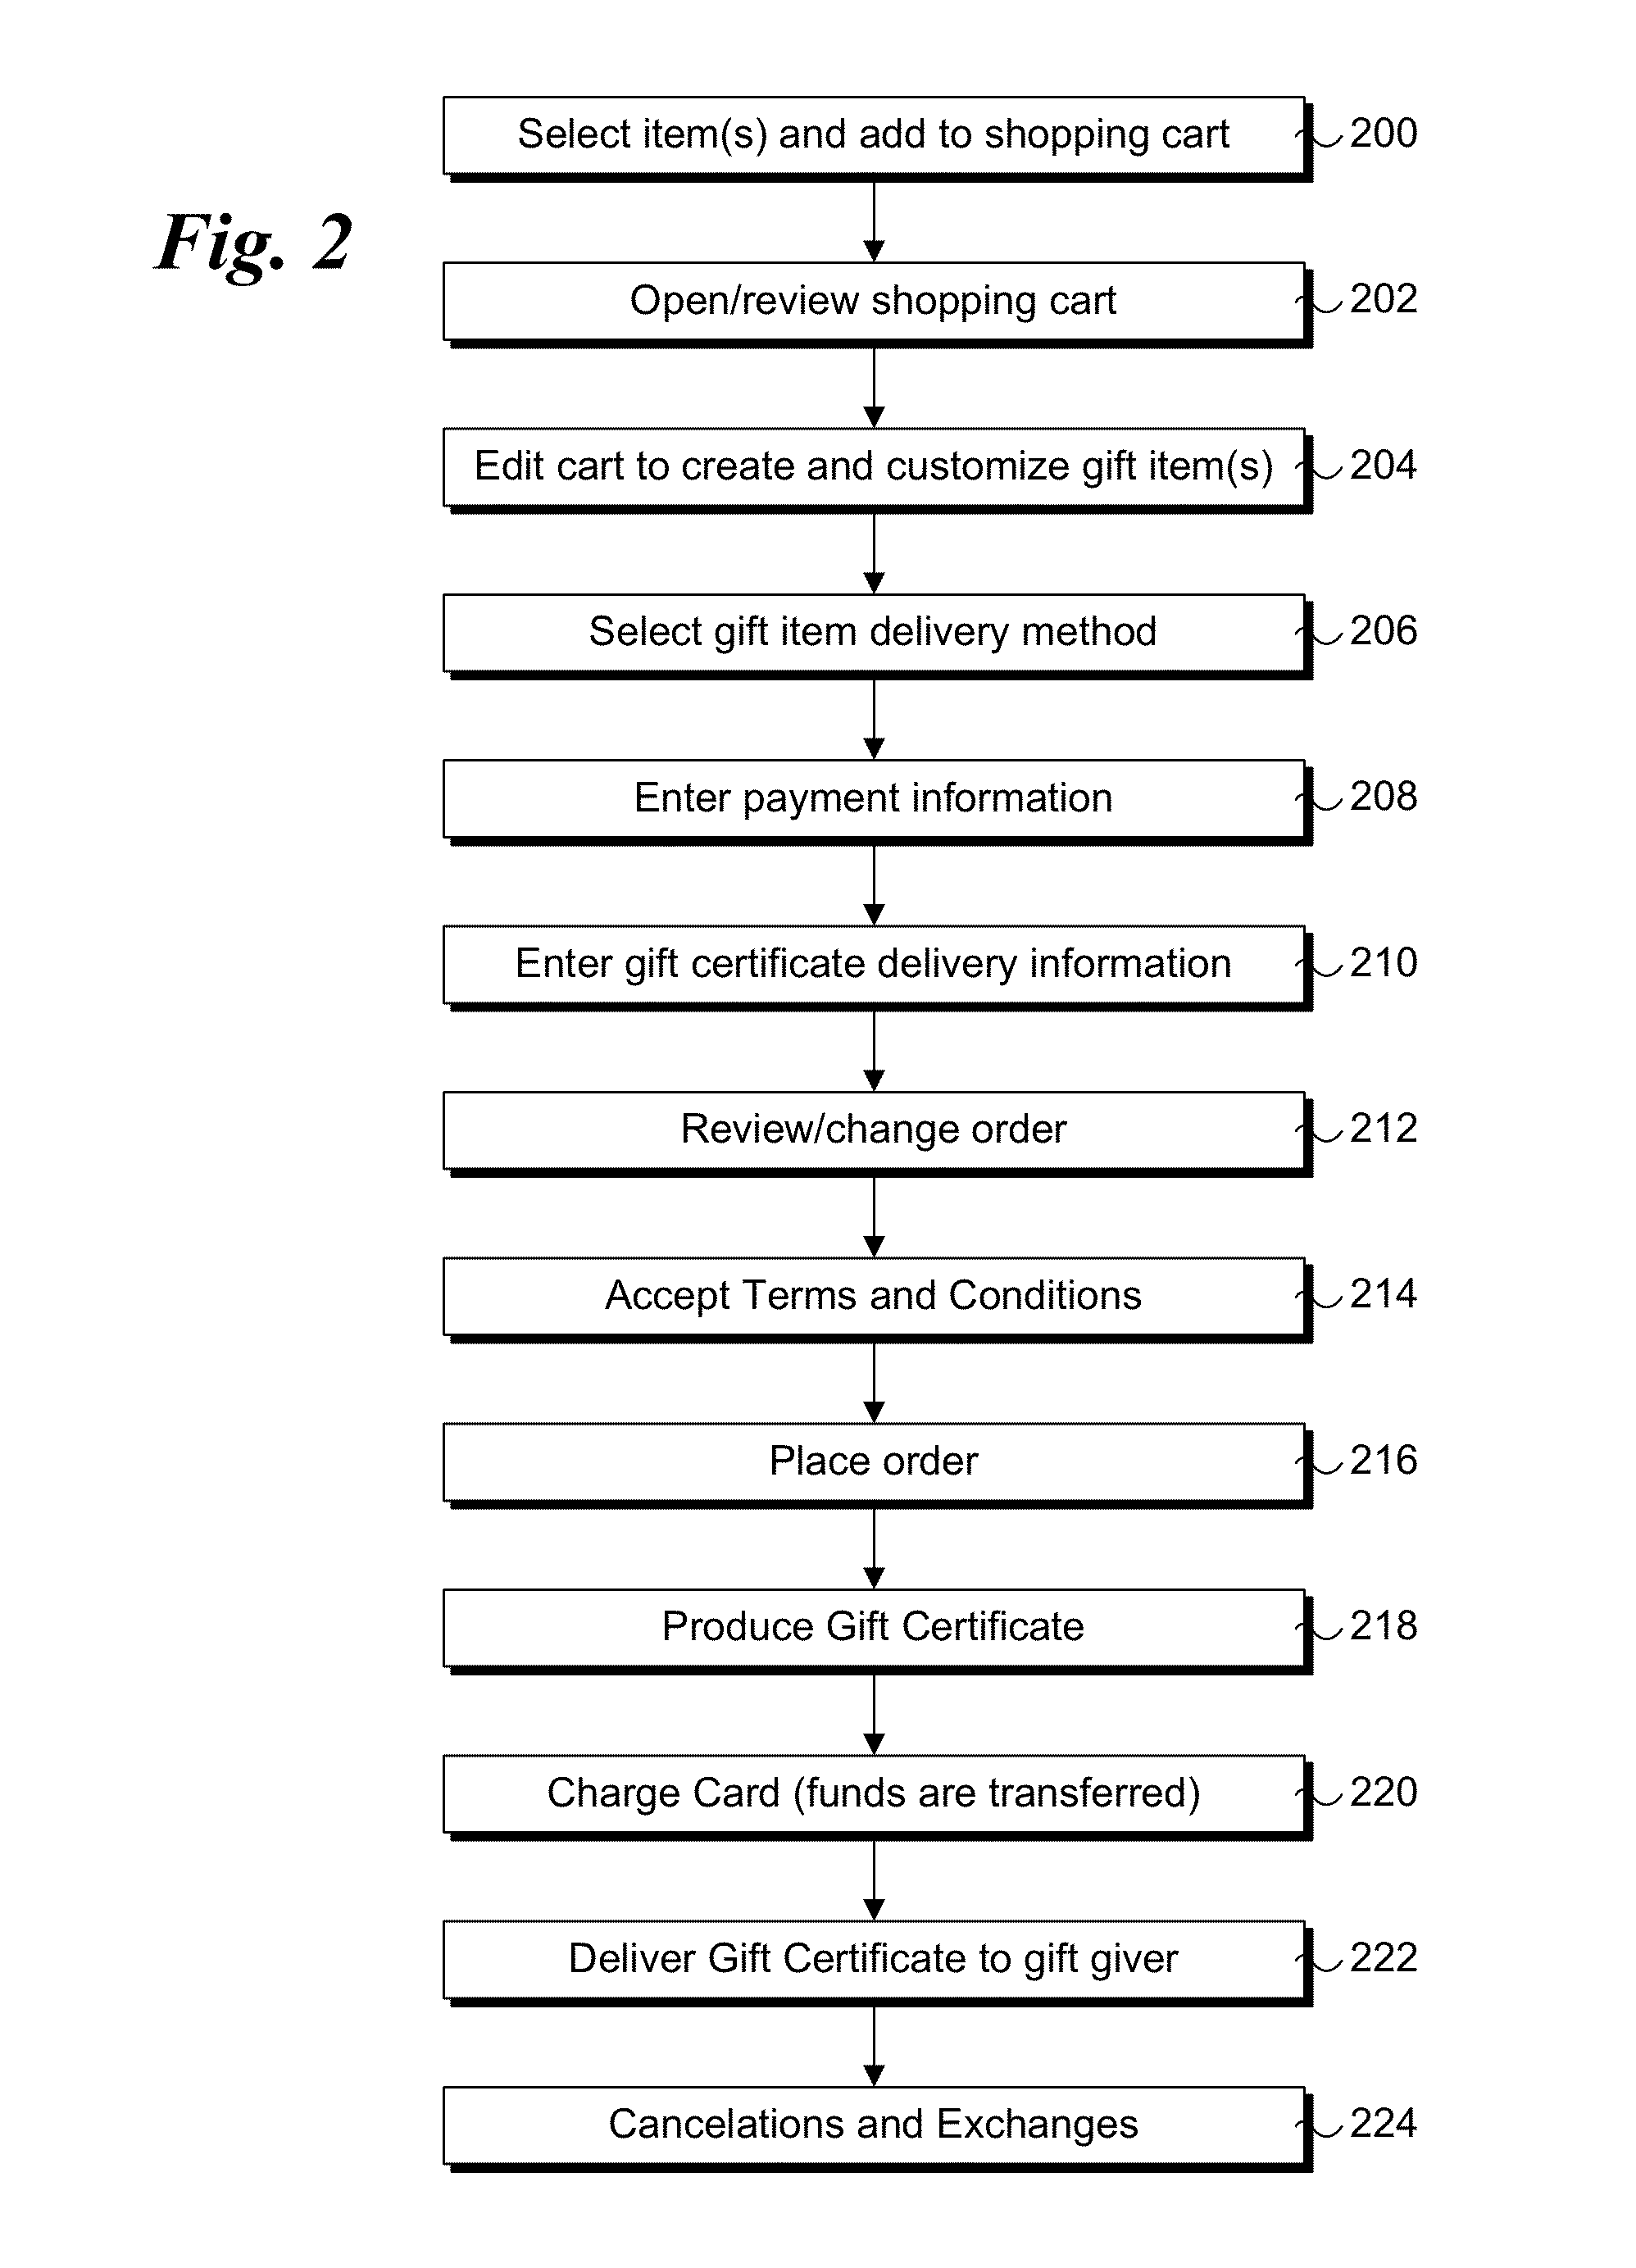 Select item(s) and add to shopping cart 200
Fig. 2
Open/review shopping cart 202
Edit cart to create and customize gift item(s) 204
Select gift item delivery method 206
Enter payment information 208
Enter gift certificate delivery information 210
Review/change order 212
Accept Terms and Conditions 214
Place order 216
Produce Gift Certificate 218
Charge Card (funds are transferred) 220
Deliver Gift Certificate to gift giver 222
Cancelations and Exchanges 224